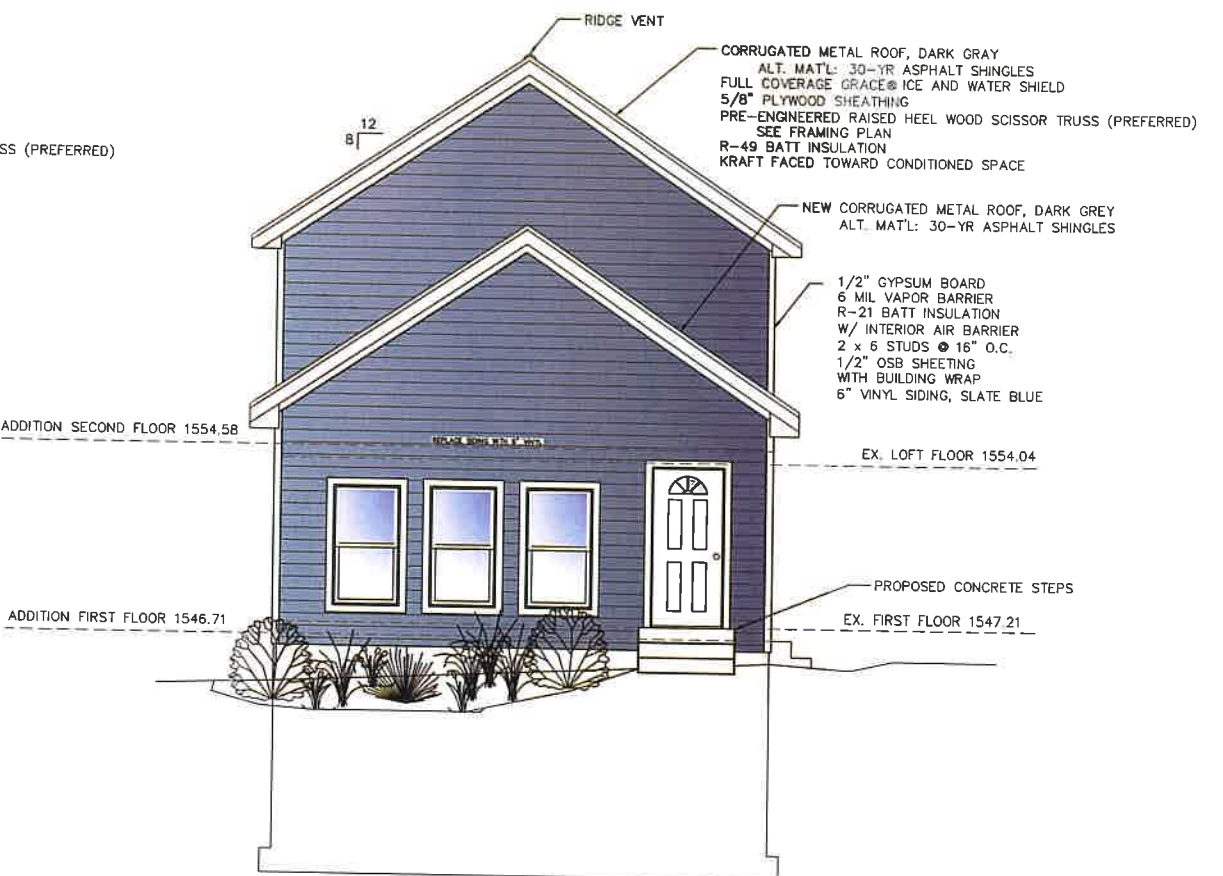 RIDGE VENT
CORRUGATED METAL ROOF, DARK GRAY
ALT. MAT'L: 30-YR ASPHALT SHINGLES
FULL COVERAGE GRACE® ICE AND WATER SHIELD
5/8" PLYWOOD SHEATHING
PRE-ENGINEERED RAISED HEEL WOOD SCISSOR TRUSS (PREFERRED)
SEE FRAMING PLAN
R-49 BATT INSULATION
KRAFT FACED TOWARD CONDITIONED SPACE
12
8
SS (PREFERRED)
NEW CORRUGATED METAL ROOF, DARK GREY
ALT. MAT'L: 30-YR ASPHALT SHINGLES
1/2" GYPSUM BOARD
6 MIL VAPOR BARRIER
R-21 BATT INSULATION
W/ INTERIOR AIR BARRIER
2 x 6 STUDS @ 16" O.C.
1/2" OSB SHEETING
WITH BUILDING WRAP
6" VINYL SIDING, SLATE BLUE
ADDITION SECOND FLOOR 1554.58
REPLACE SIDING WITH 6" VINYL
EX. LOFT FLOOR 1554.04
PROPOSED CONCRETE STEPS
ADDITION FIRST FLOOR 1546.71
EX. FIRST FLOOR 1547.21